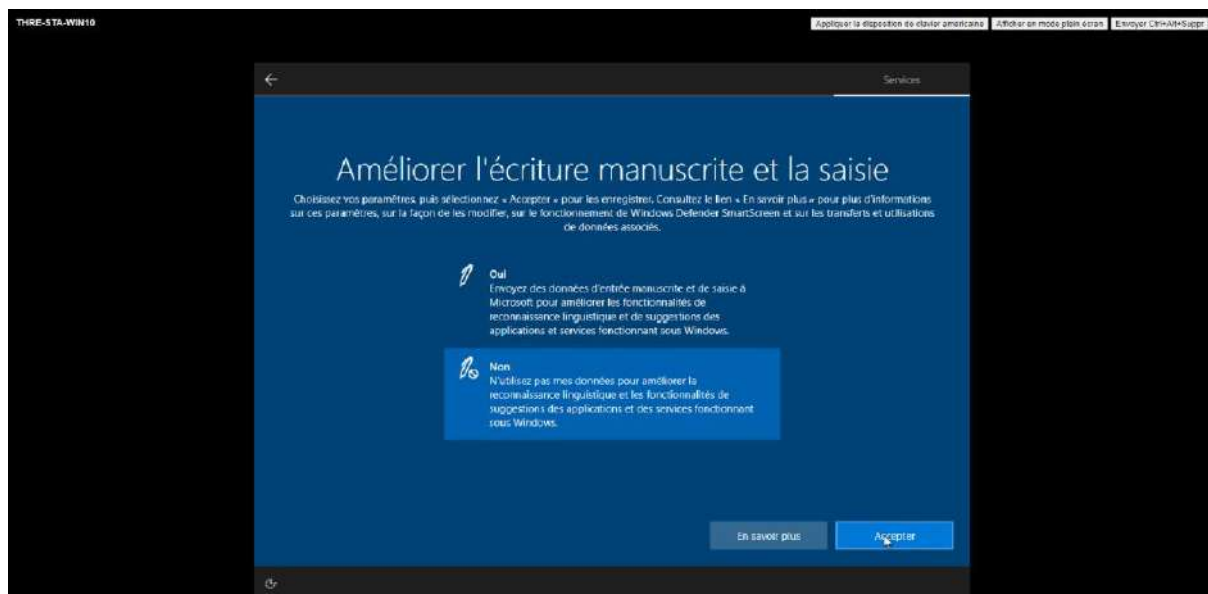 THRE-STA-WIN10
Appliquer la disposition de clavier américaine
Afficher en mode plein écran
Envoyer Ctrl+Alt+Suppr
Services
Améliorer l'écriture manuscrite et la saisie
Choisissez vos paramètres, puis sélectionnez « Accepter » pour les enregistrer. Consultez le lien « En savoir plus » pour plus d'informations
sur ces paramètres, sur la façon de les modifier, sur le fonctionnement de Windows Defender SmartScreen et sur les transferts et utilisations
de données associés.
Oui
Envoyez des données d'entrée manuscrite et de saisie à
Microsoft pour améliorer les fonctionnalités de
reconnaissance linguistique et de suggestions des
applications et services fonctionnant sous Windows.
Non
N'utilisez pas mes données pour améliorer la
reconnaissance linguistique et les fonctionnalités de
suggestions des applications et des services fonctionnant
sous Windows.
En savoir plus
Accepter